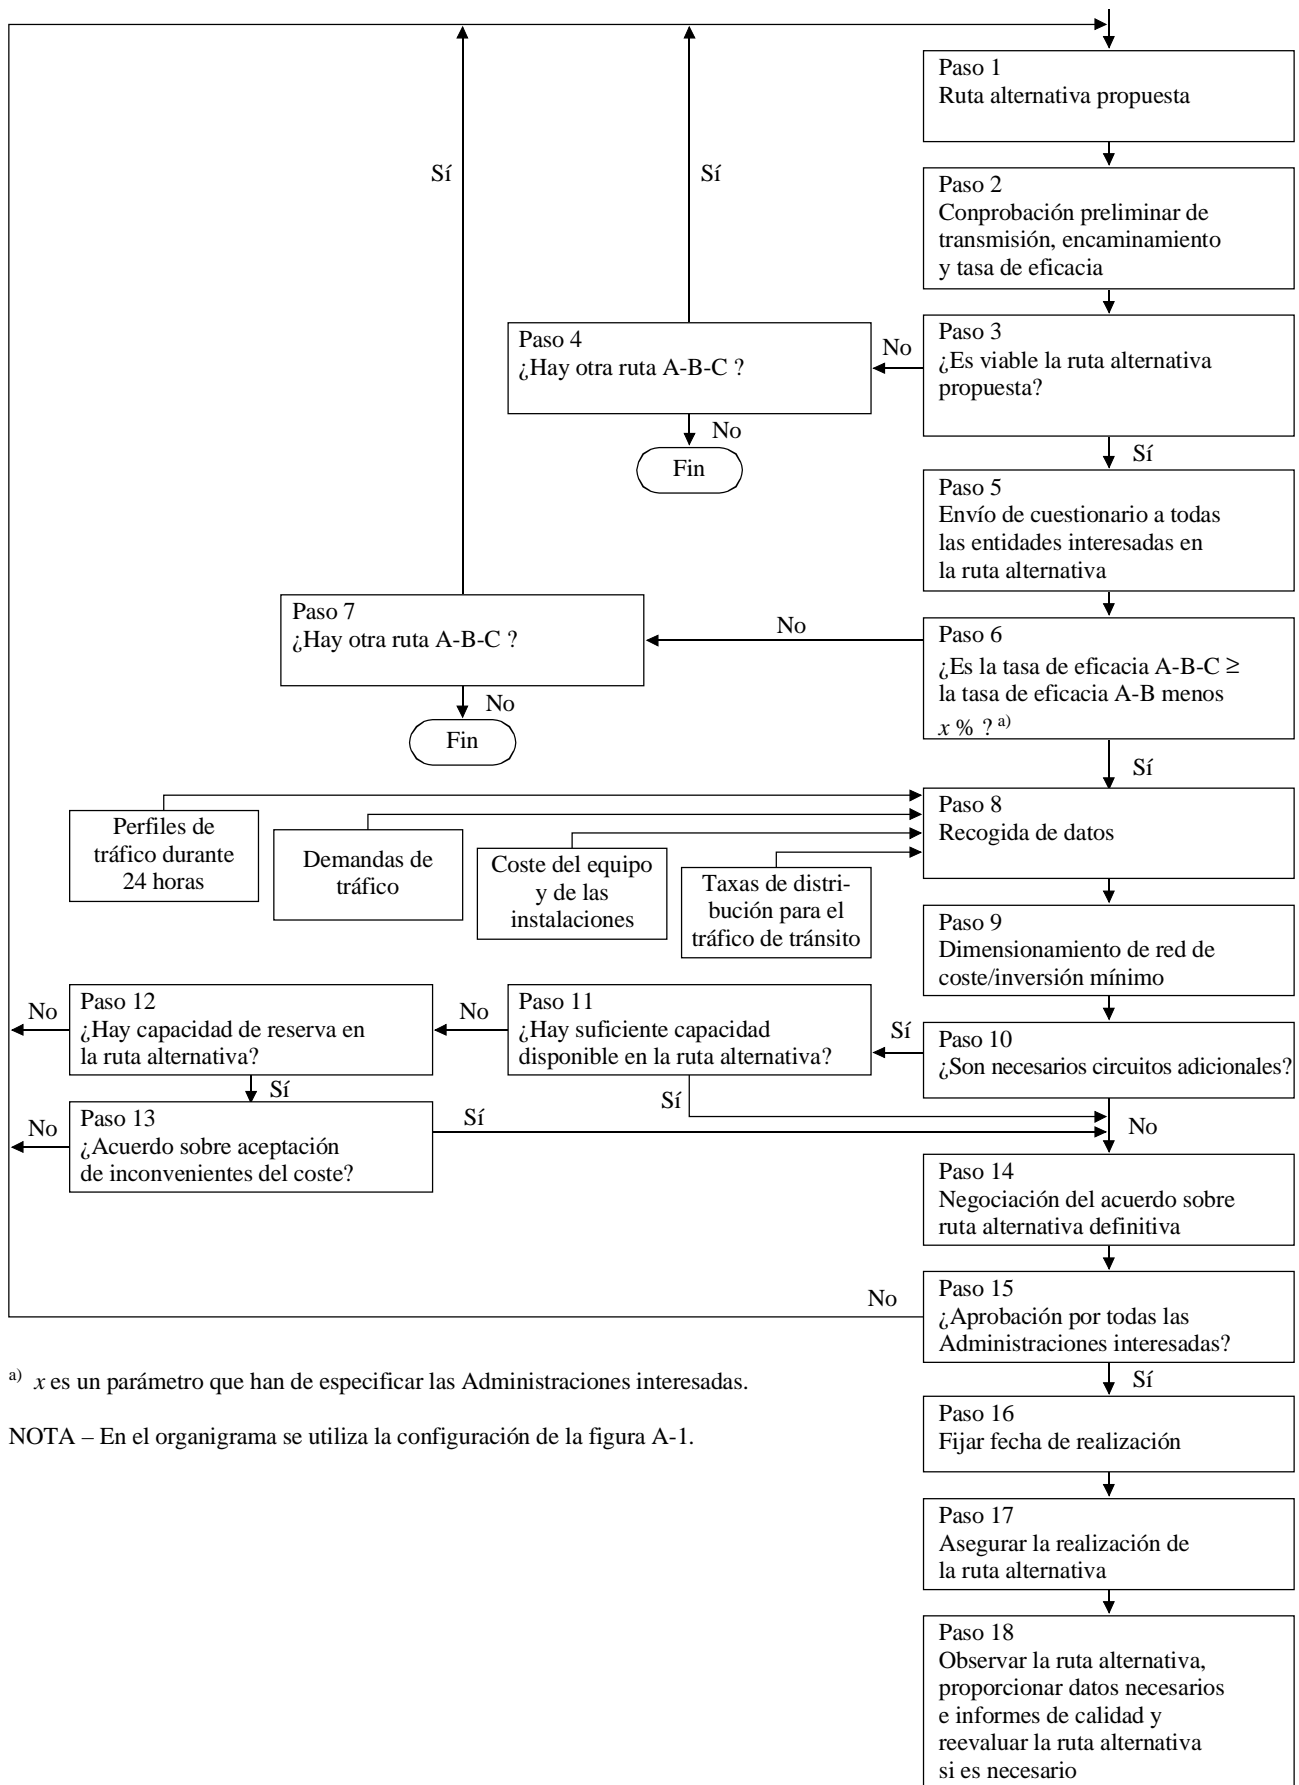 Paso 1
Ruta alternativa propuesta
Sí
Sí
Paso 2
Conprobación preliminar de
transmisión, encaminamiento
y tasa de eficacia
Paso 3
¿Es viable la ruta alternativa
propuesta?
No
Paso 4
¿Hay otra ruta A-B-C ?
No
Fin
Sí
Paso 5
Envío de cuestionario a todas
las entidades interesadas en
la ruta alternativa
Paso 6
¿Es la tasa de eficacia A-B-C ≥
la tasa de eficacia A-B menos
x % ? a)
No
Paso 7
¿Hay otra ruta A-B-C ?
No
Fin
Sí
Paso 8
Recogida de datos
Perfiles de
tráfico durante
24 horas
Demandas de
tráfico
Coste del equipo
y de las
instalaciones
Taxas de distri-
bución para el
tráfico de tránsito
Paso 9
Dimensionamiento de red de
coste/inversión mínimo
Paso 10
¿Son necesarios circuitos adicionales?
Sí
Paso 11
¿Hay suficiente capacidad
disponible en la ruta alternativa?
No
Paso 12
¿Hay capacidad de reserva en
la ruta alternativa?
No
Sí
Paso 13
¿Acuerdo sobre aceptación
de inconvenientes del coste?
No
Sí
Sí
No
Paso 14
Negociación del acuerdo sobre
ruta alternativa definitiva
Paso 15
¿Aprobación por todas las
Administraciones interesadas?
No
Sí
Paso 16
Fijar fecha de realización
Paso 17
Asegurar la realización de
la ruta alternativa
Paso 18
Observar la ruta alternativa,
proporcionar datos necesarios
e informes de calidad y
reevaluar la ruta alternativa
si es necesario
a) x es un parámetro que han de especificar las Administraciones interesadas.
NOTA – En el organigrama se utiliza la configuración de la figura A-1.